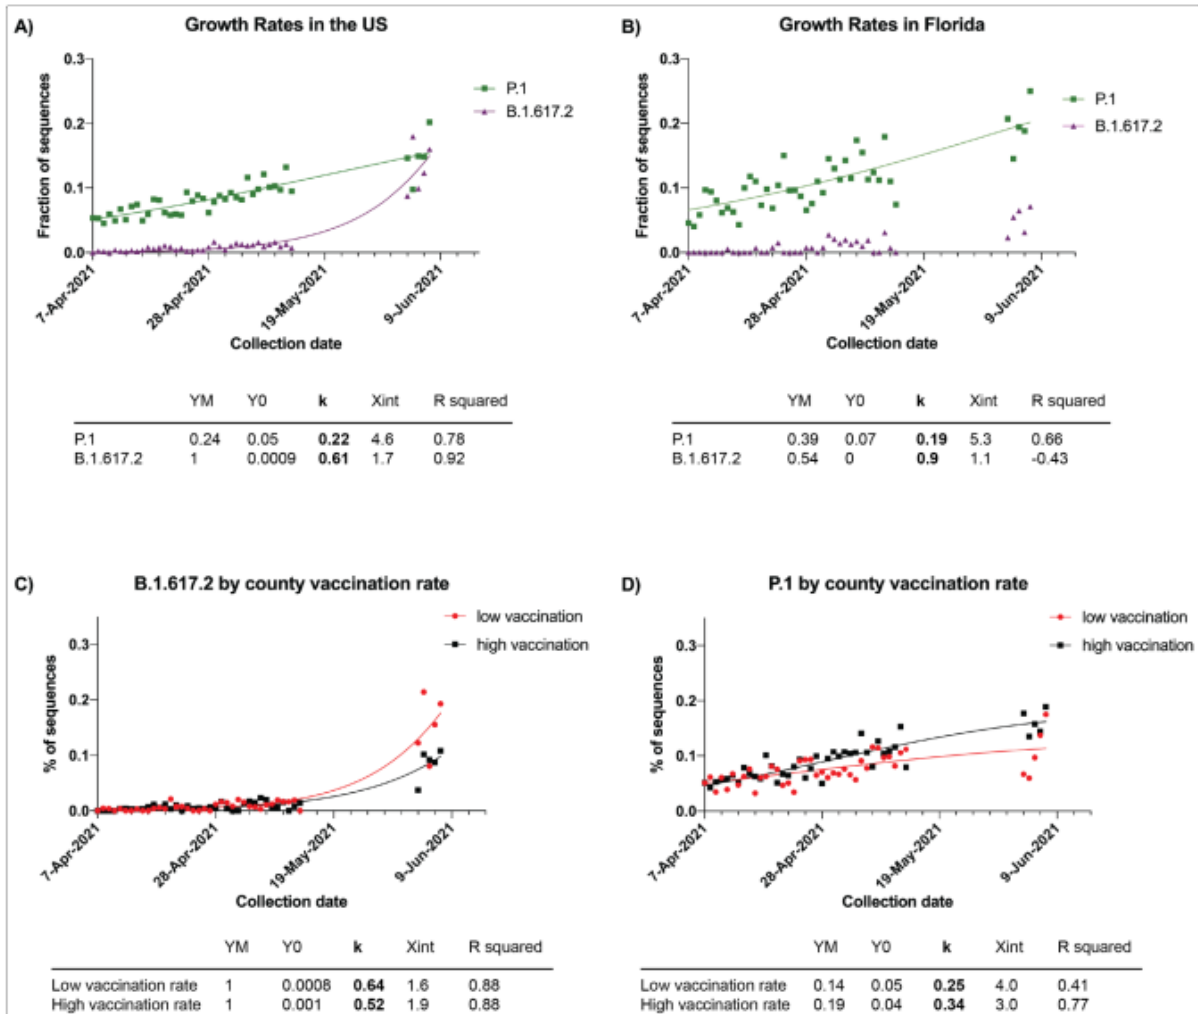 A)
Growth Rates in the US
0.3
0.2
0.1
0.0
Fraction of sequences
P.1
B.1.617.2
7-Apr-2021
28-Apr-2021
19-May-2021
9-Jun-2021
Collection date
YM Y0 k Xint R squared
P.1 0.24 0.05 0.22 4.6 0.78
B.1.617.2 1 0.0009 0.61 1.7 0.92
B)
Growth Rates in Florida
0.3
0.2
0.1
0.0
Fraction of sequences
P.1
B.1.617.2
7-Apr-2021
28-Apr-2021
19-May-2021
9-Jun-2021
Collection date
YM Y0 k Xint R squared
P.1 0.39 0.07 0.19 5.3 0.66
B.1.617.2 0.54 0 0.9 1.1 -0.43
C)
B.1.617.2 by county vaccination rate
low vaccination
high vaccination
0.3
0.2
0.1
0.0
% of sequences
7-Apr-2021
28-Apr-2021
19-May-2021
9-Jun-2021
Collection date
YM Y0 k Xint R squared
Low vaccination rate 1 0.0008 0.64 1.6 0.88
High vaccination rate 1 0.001 0.52 1.9 0.88
D)
P.1 by county vaccination rate
low vaccination
high vaccination
0.3
0.2
0.1
0.0
% of sequences
7-Apr-2021
28-Apr-2021
19-May-2021
9-Jun-2021
Collection date
YM Y0 k Xint R squared
Low vaccination rate 0.14 0.05 0.25 4.0 0.41
High vaccination rate 0.19 0.04 0.34 3.0 0.77